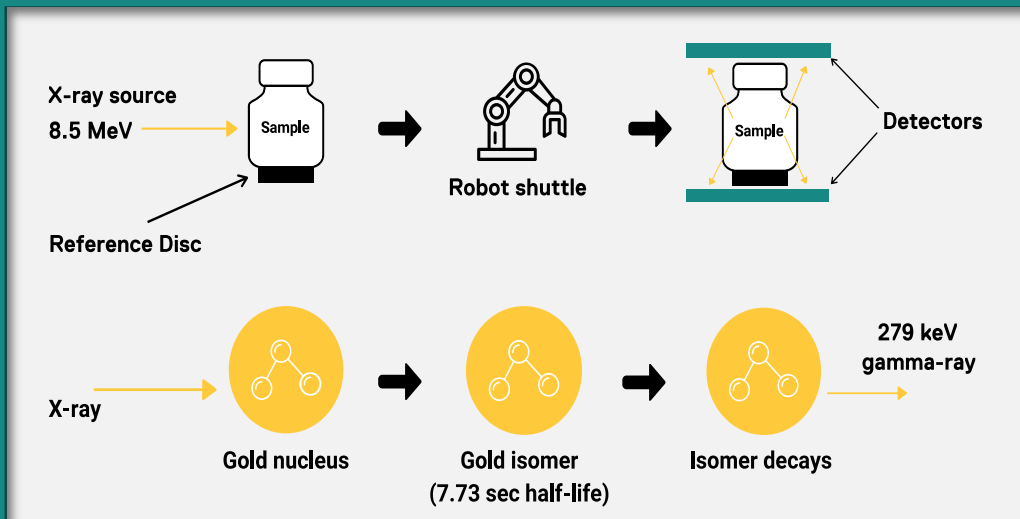 X-ray source
8.5 MeV
Sample
Reference Disc
Robot shuttle
Sample
Detectors
X-ray
Gold nucleus
Gold isomer
(7.73 sec half-life)
Isomer decays
279 keV
gamma-ray